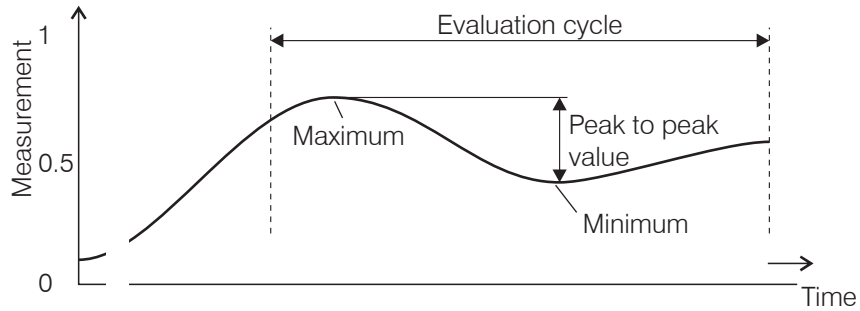 1
Evaluation cycle
Measurement
Maximum
Peak to peak
value
0.5
Minimum
0
Time